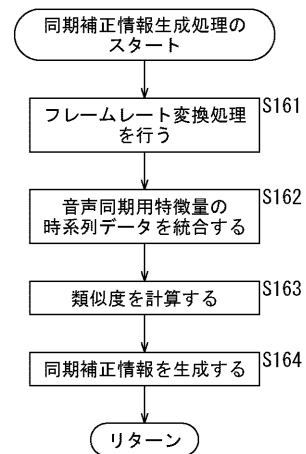 同期補正情報生成処理の
スタート
S161
フレームレート変換処理
を行う
S162
音声同期用特徴量の
時系列データを統合する
S163
類似度を計算する
S164
同期補正情報を生成する
リターン